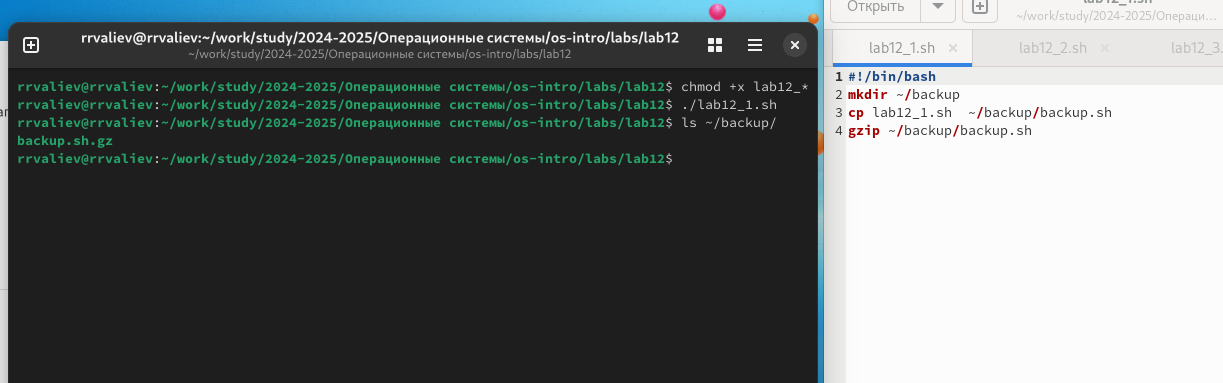 rrvaliev@rrvaliev:~/work/study/2024-2025/Операционные системы/os-intro/labs/lab12
~/work/study/2024-2025/Операционные системы/os-intro/labs/lab12
rrvaliev@rrvaliev:~/work/study/2024-2025/Операционные системы/os-intro/labs/lab12$ chmod +x lab12_*
rrvaliev@rrvaliev:~/work/study/2024-2025/Операционные системы/os-intro/labs/lab12$ ./lab12_1.sh
rrvaliev@rrvaliev:~/work/study/2024-2025/Операционные системы/os-intro/labs/lab12$ ls ~/backup/
backup.sh.gz
rrvaliev@rrvaliev:~/work/study/2024-2025/Операционные системы/os-intro/labs/lab12$
Открыть
lab12_1.sh
~/work/study/2024-2025/Операци...
lab12_1.sh
lab12_2.sh
lab12_3.
1 #!/bin/bash
2 mkdir ~/backup
3 cp lab12_1.sh  ~/backup/backup.sh
4 gzip ~/backup/backup.sh